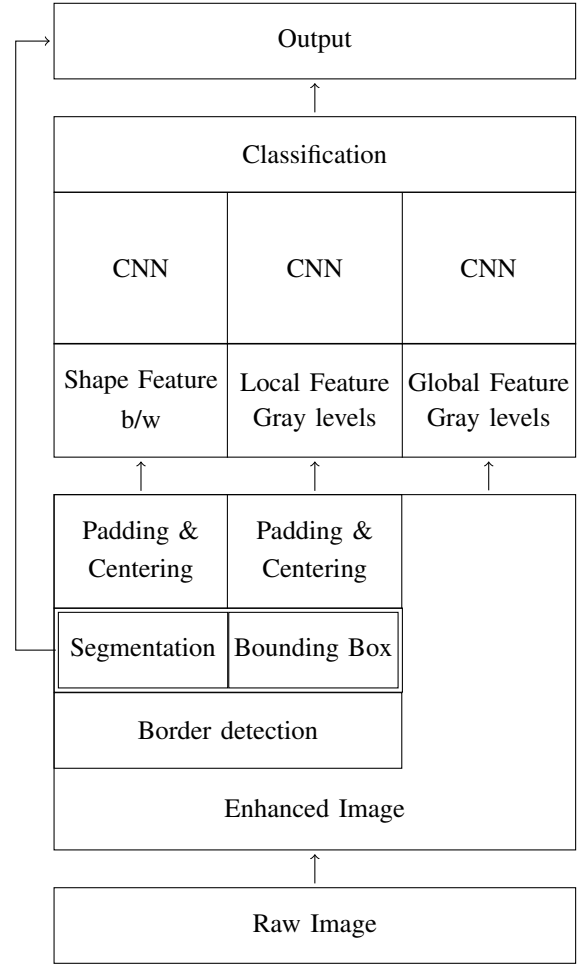 Output
Classification
CNN CNN CNN
Shape Feature Local Feature Global Feature
b/w Gray levels Gray levels
Padding & Padding &
Centering Centering
Segmentation Bounding Box
Border detection
Enhanced Image
Raw Image